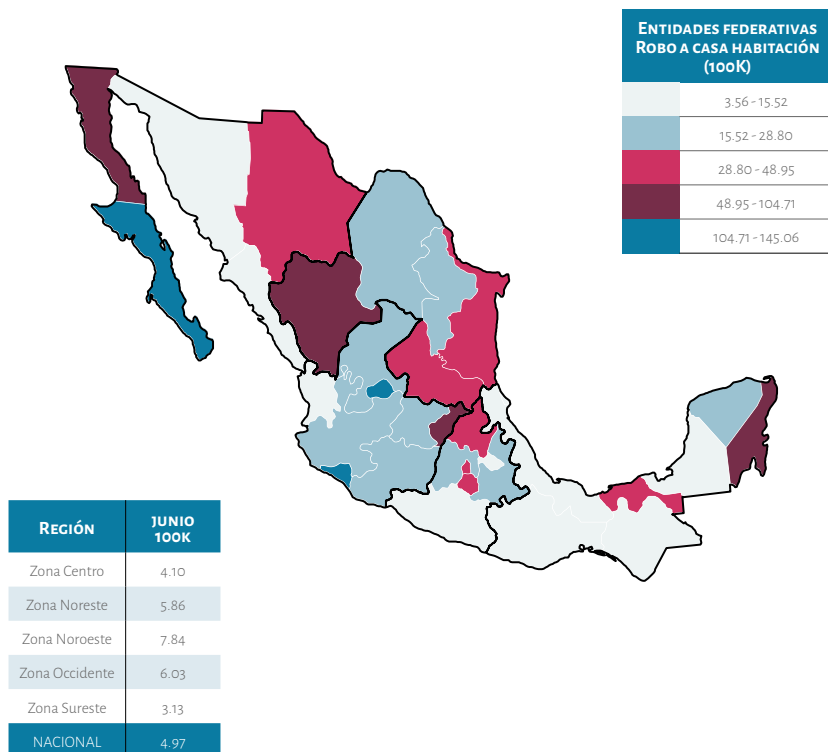 Entidades federativas
Robo a casa habitación
(100K)
3.56 - 15.52
15.52 - 28.80
28.80 - 48.95
48.95 - 104.71
104.71 - 145.06
Región junio 100K
Zona Centro 4.10
Zona Noreste 5.86
Zona Noroeste 7.84
Zona Occidente 6.03
Zona Sureste 3.13
NACIONAL 4.97